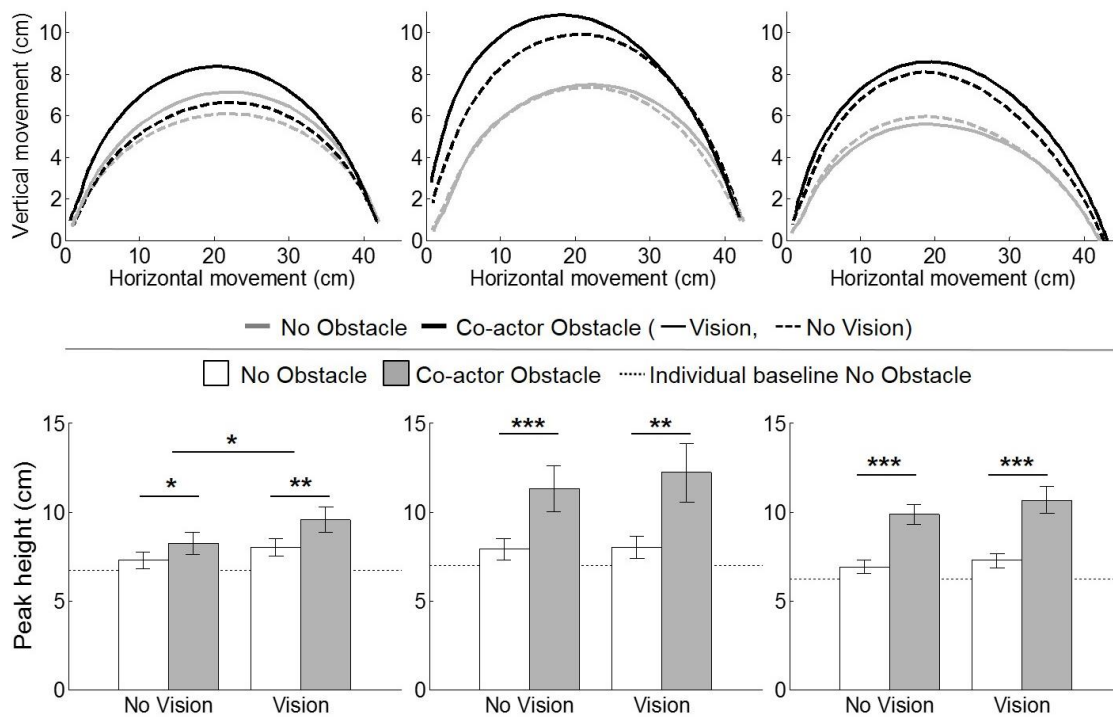 Vertical movement (cm)
10
8
6
4
2
0
0 10 20 30 40
Horizontal movement (cm)
10
8
6
4
2
0
0 10 20 30 40
Horizontal movement (cm)
10
8
6
4
2
0
0 10 20 30 40
Horizontal movement (cm)
No Obstacle Co-actor Obstacle ( Vision, No Vision)
No Obstacle Co-actor Obstacle Individual baseline No Obstacle
Peak height (cm)
15
10
5
0
*
* **
No Vision Vision
15
10
5
0
*** **
No Vision Vision
15
10
5
0
*** ***
No Vision Vision